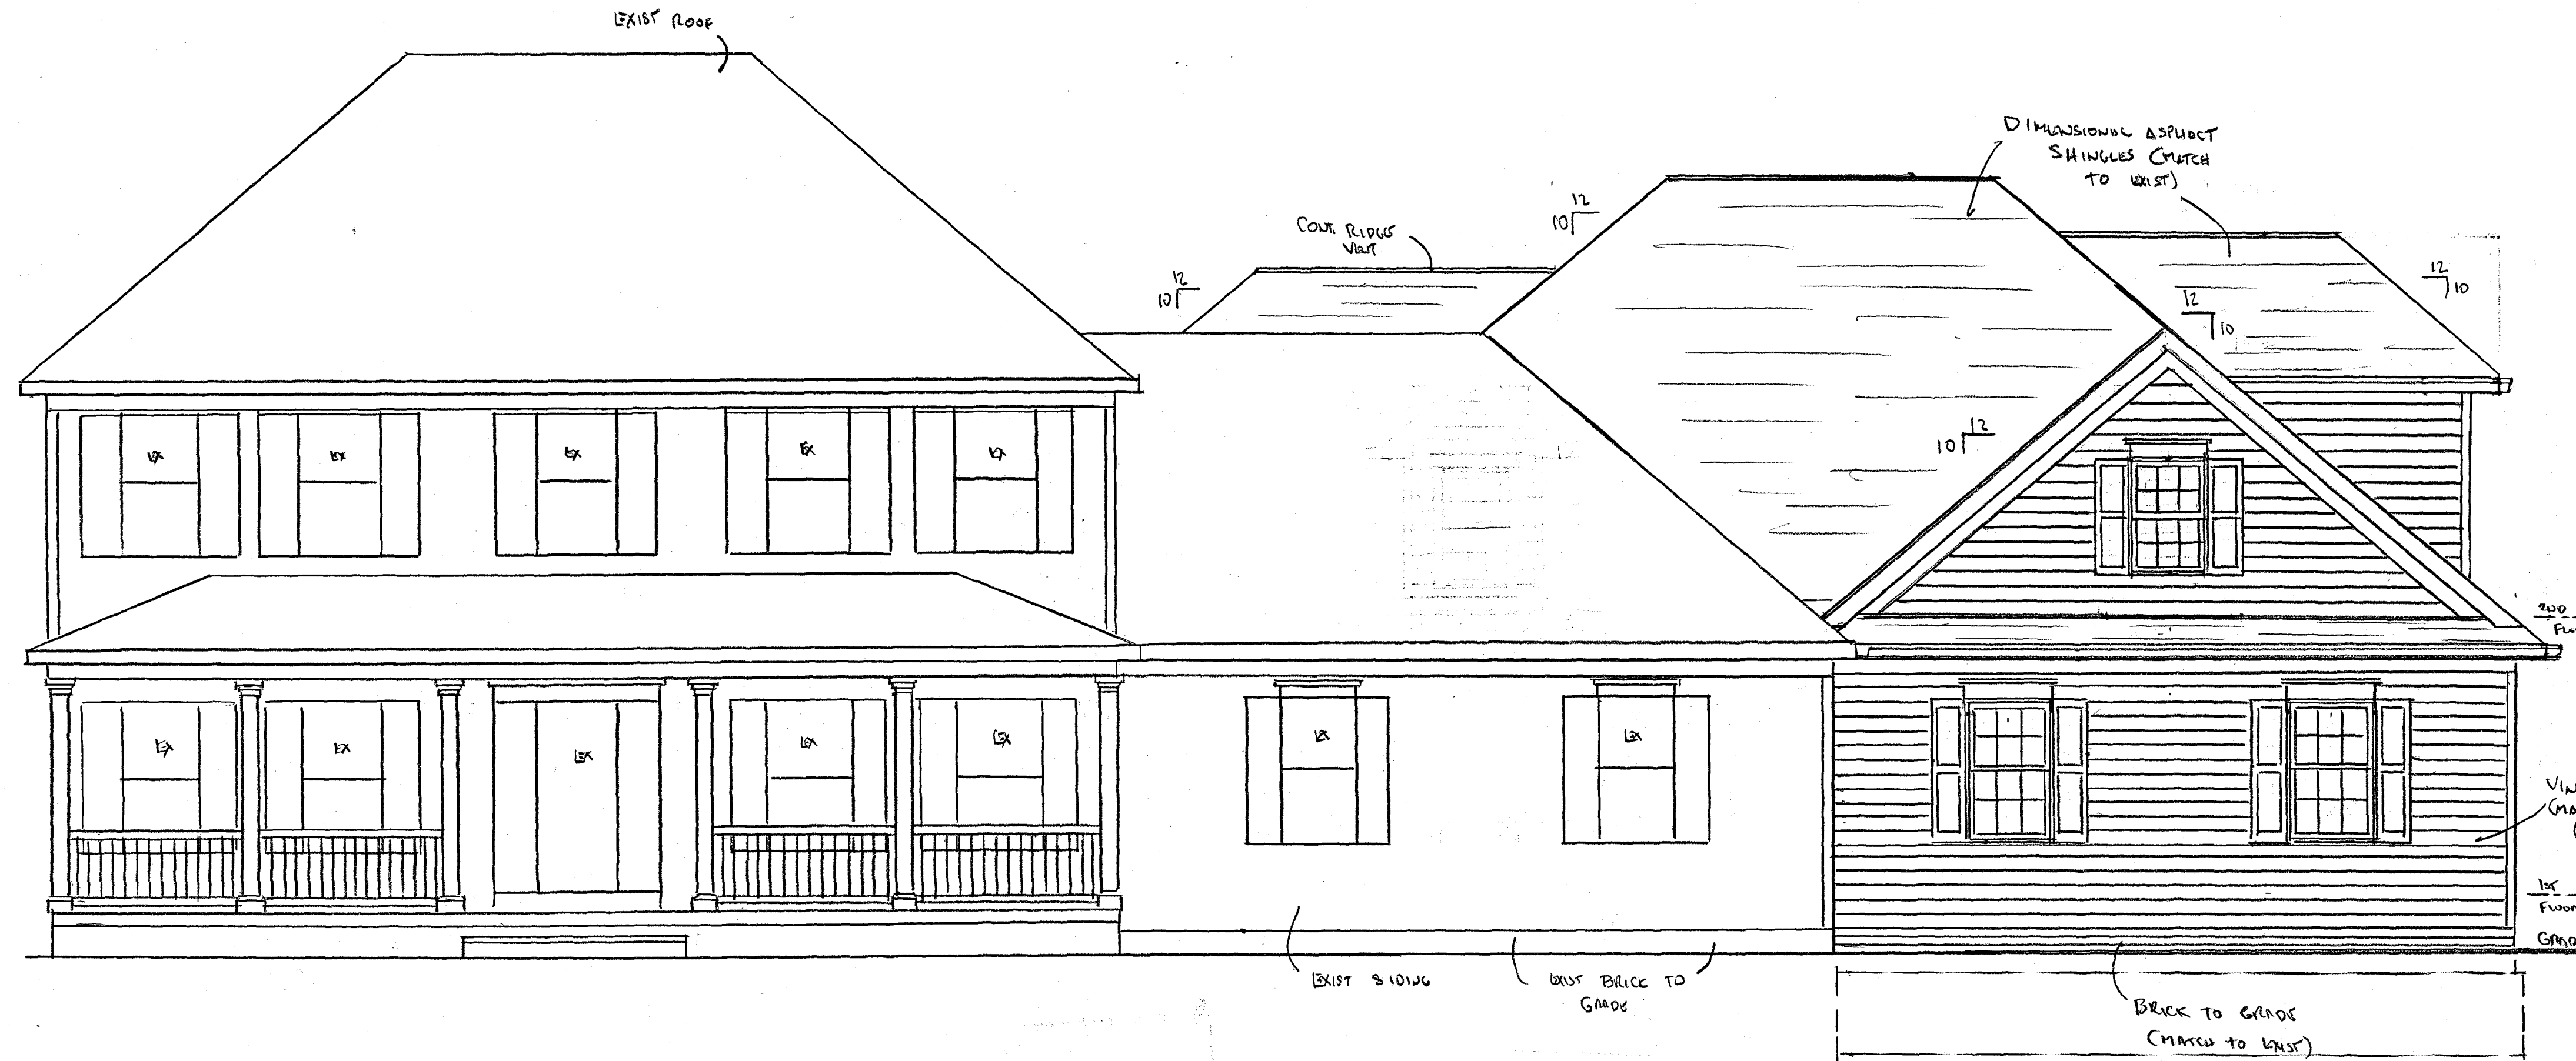 EXIST ROOF
DIMENSIONAL ASPHALT
SHINGLES (MATCH
TO EXIST)
12
10
CONT. RIDGE
VENT
12
10
12
10
12
10
12
10
EX
EX
EX
EX
EX
2ND
EX
EX
EX
EX
EX
EX
EX
1ST
FLOOR
EXIST SIDING
EXIST BRICK TO
GRADE
BRICK TO GRADE
(MATCH TO EXIST)